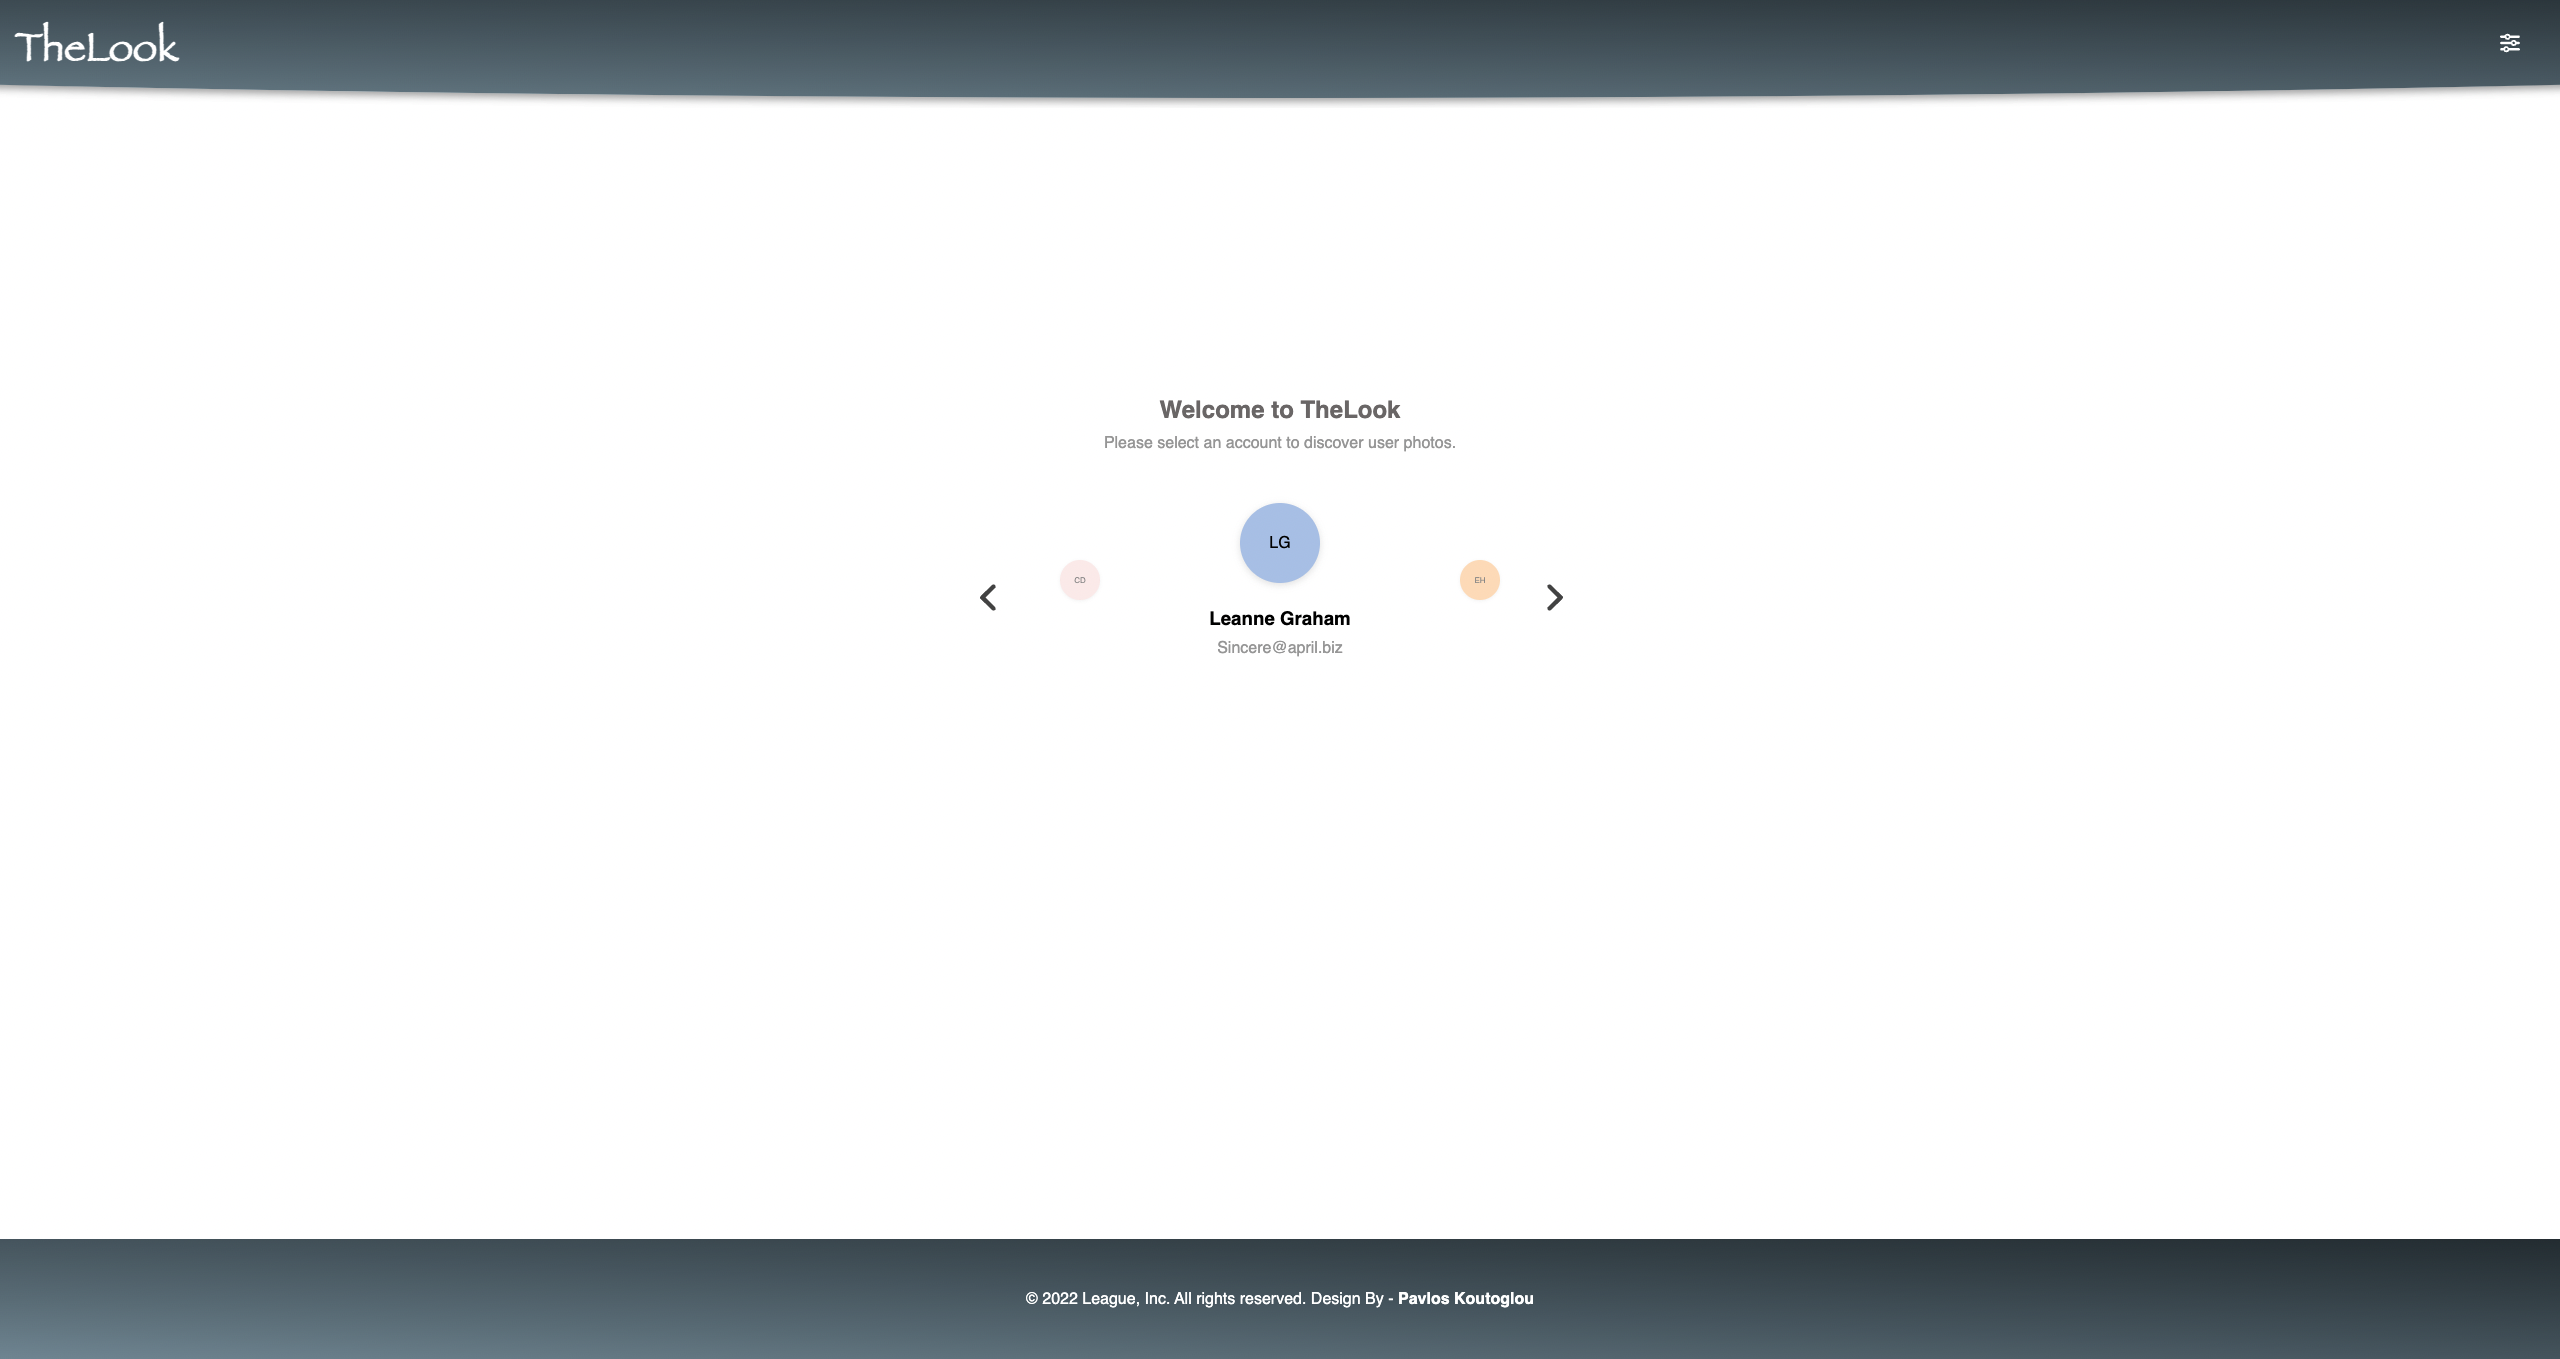 TheLook
Welcome to TheLook
Please select an account to discover user photos.
LG
CD
EH
Leanne Graham
Sincere@april.biz
© 2022 League, Inc. All rights reserved. Design By - Pavlos Koutoglou